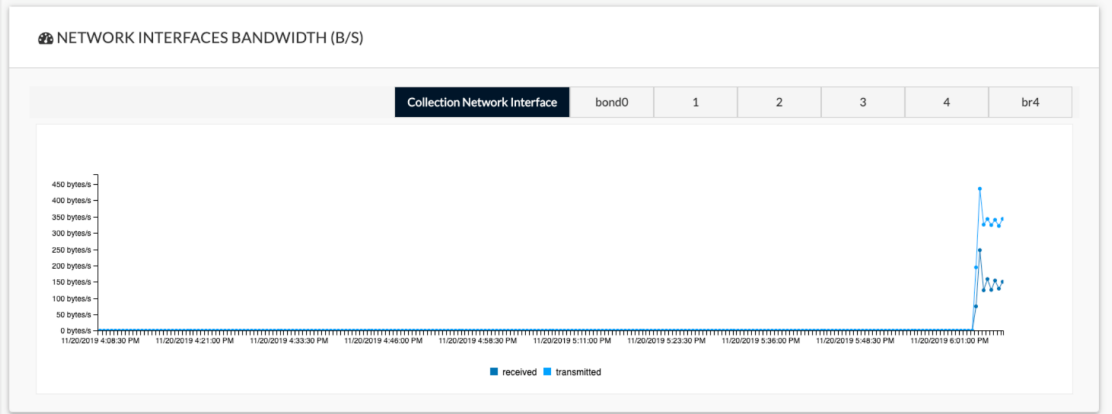 NETWORK INTERFACES BANDWIDTH (B/S)
Collection Network Interface bond0 1 2 3 4 br4
450 bytes/s
400 bytes/s
350 bytes/s
300 bytes/s
250 bytes/s
200 bytes/s
150 bytes/s
100 bytes/s
50 bytes/s
0 bytes/s
11/20/2019 4:08:30 PM 11/20/2019 4:21:00 PM 11/20/2019 4:33:30 PM 11/20/2019 4:46:00 PM 11/20/2019 4:58:30 PM 11/20/2019 5:11:00 PM 11/20/2019 5:23:30 PM 11/20/2019 5:36:00 PM 11/20/2019 5:48:30 PM 11/20/2019 6:01:00 PM
received transmitted